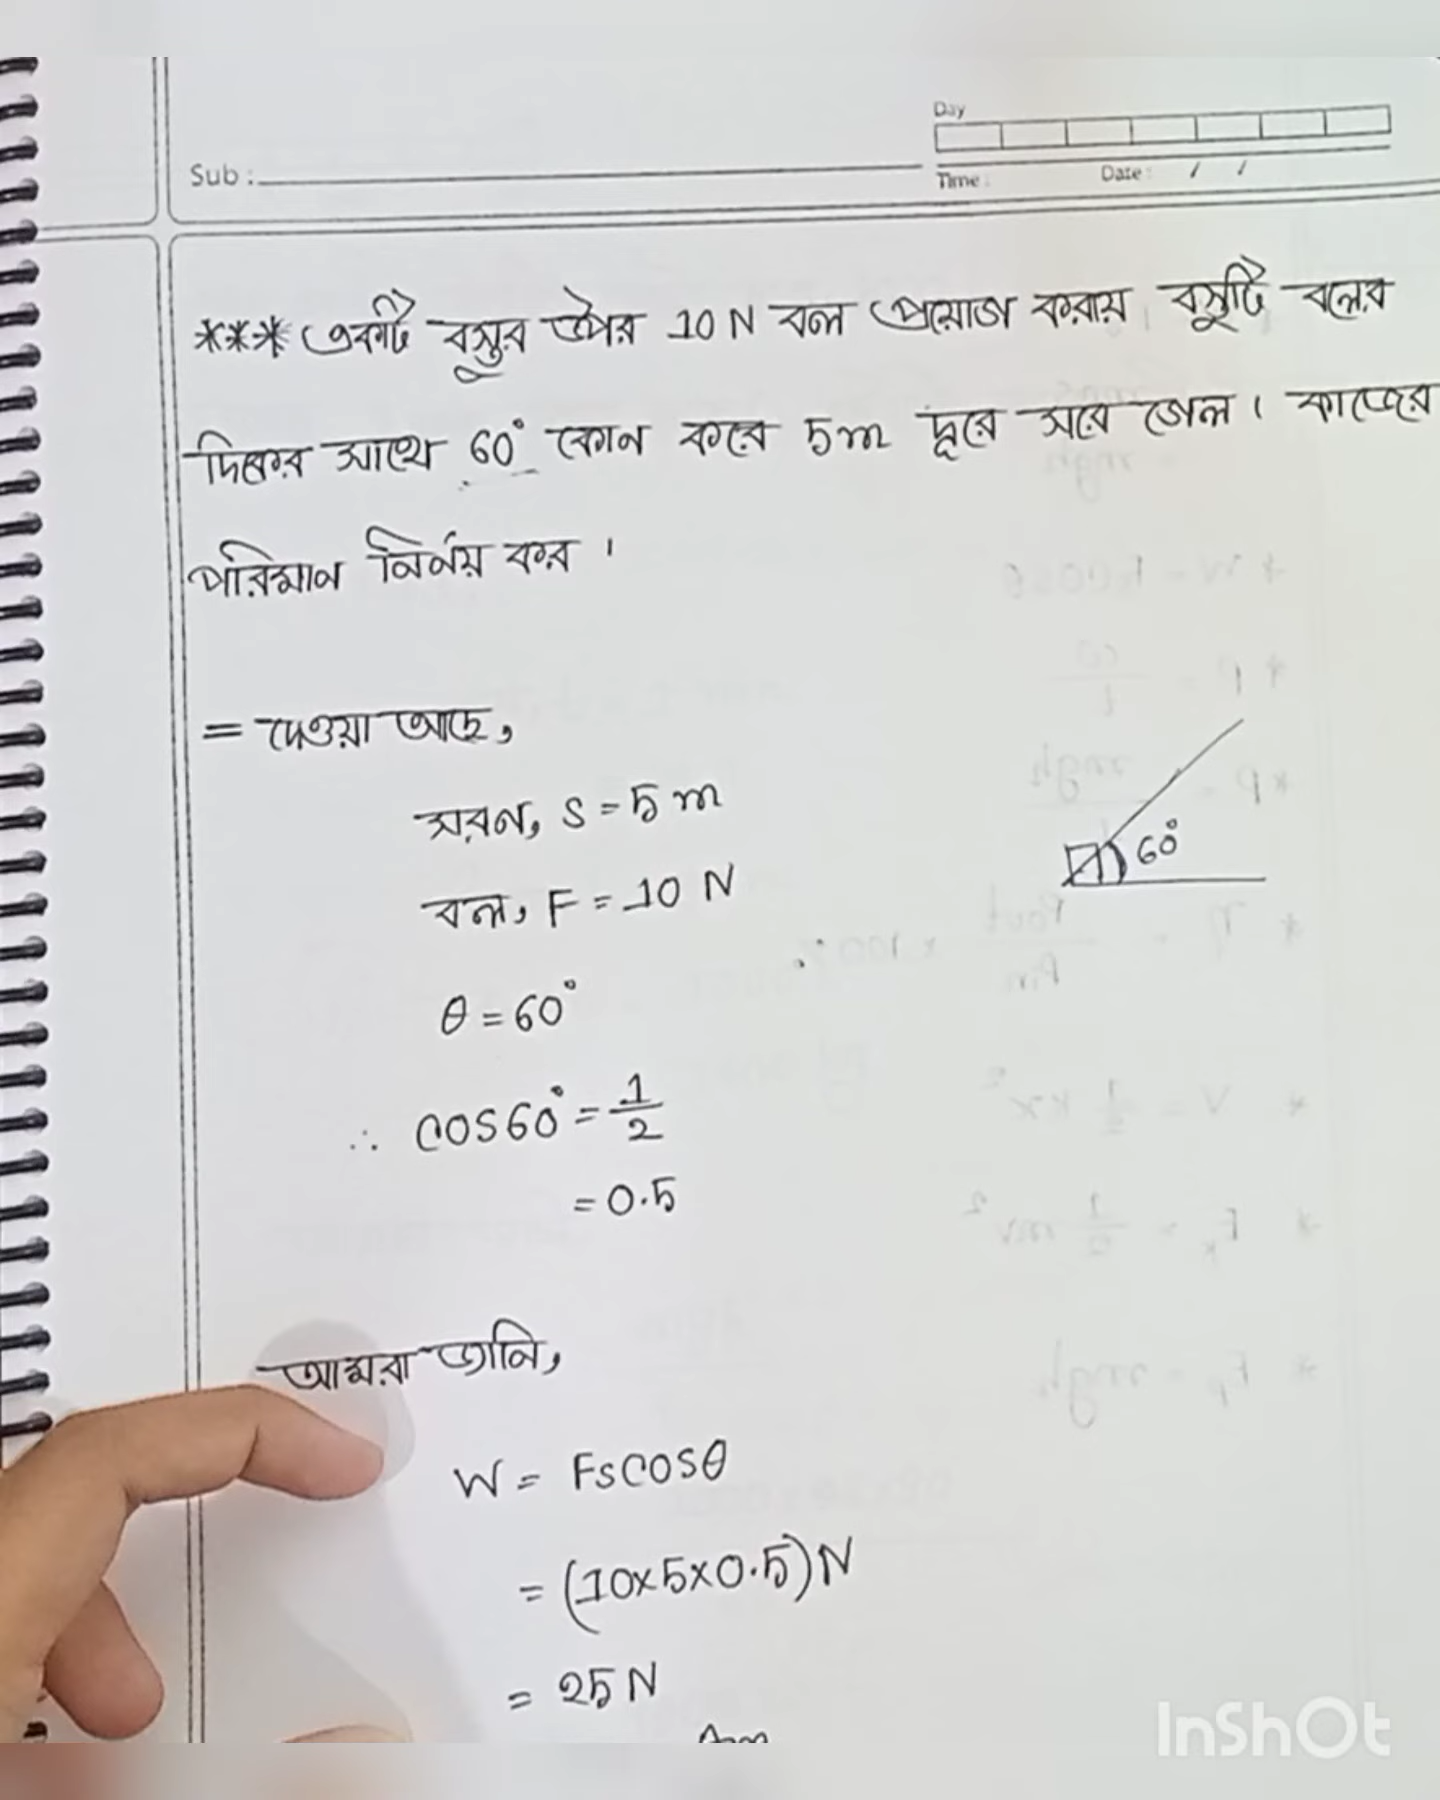 Day
Sub :
Time :
Date : / /
*** একটি বস্তুর উপর 10 N বল প্রয়োগ করায় বস্তুটি বলের
দিকের সাথে 60° কোন করে 5m দূরে সরে গেল। কাজের
পরিমান নির্নয় কর ।
= দেওয়া আছে,
সরন, s = 5 m
বল, F = 10 N
60°
θ = 60°
∴ cos60° = 1/2
= 0.5
আমরা জানি,
W = Fscosθ
= (10×5×0.5) N
= 25 N
InShOt